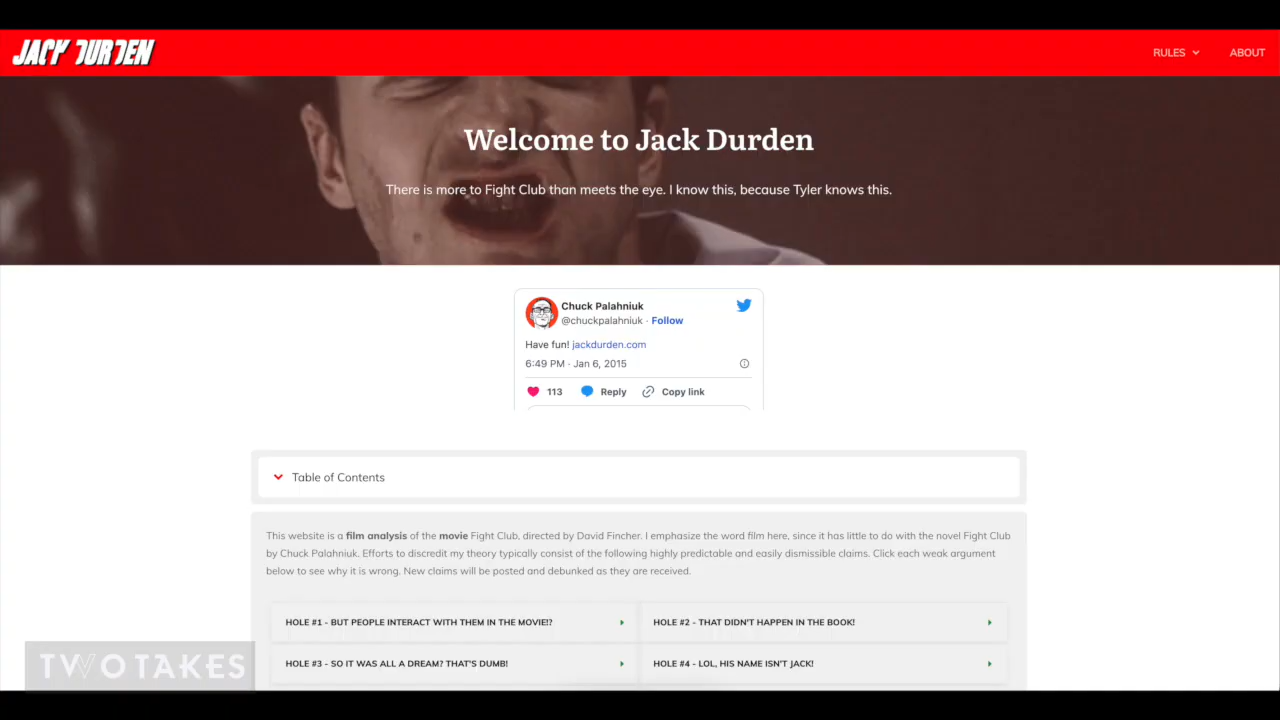 JACK DURDEN
RULES
ABOUT
Welcome to Jack Durden
There is more to Fight Club than meets the eye. I know this, because Tyler knows this.
Chuck Palahniuk
@chuckpalahniuk · Follow
Have fun! jackdurden.com
6:49 PM · Jan 6, 2015
113 Reply Copy link
Table of Contents
This website is a film analysis of the movie Fight Club, directed by David Fincher. I emphasize the word film here, since it has little to do with the novel Fight Club
by Chuck Palahniuk. Efforts to discredit my theory typically consist of the following highly predictable and easily dismissible claims. Click each weak argument
below to see why it is wrong. New claims will be posted and debunked as they are received.
HOLE #1 - BUT PEOPLE INTERACT WITH THEM IN THE MOVIE!?
HOLE #2 - THAT DIDN'T HAPPEN IN THE BOOK!
HOLE #3 - SO IT WAS ALL A DREAM? THAT'S DUMB!
HOLE #4 - LOL, HIS NAME ISN'T JACK!
TWO TAKES